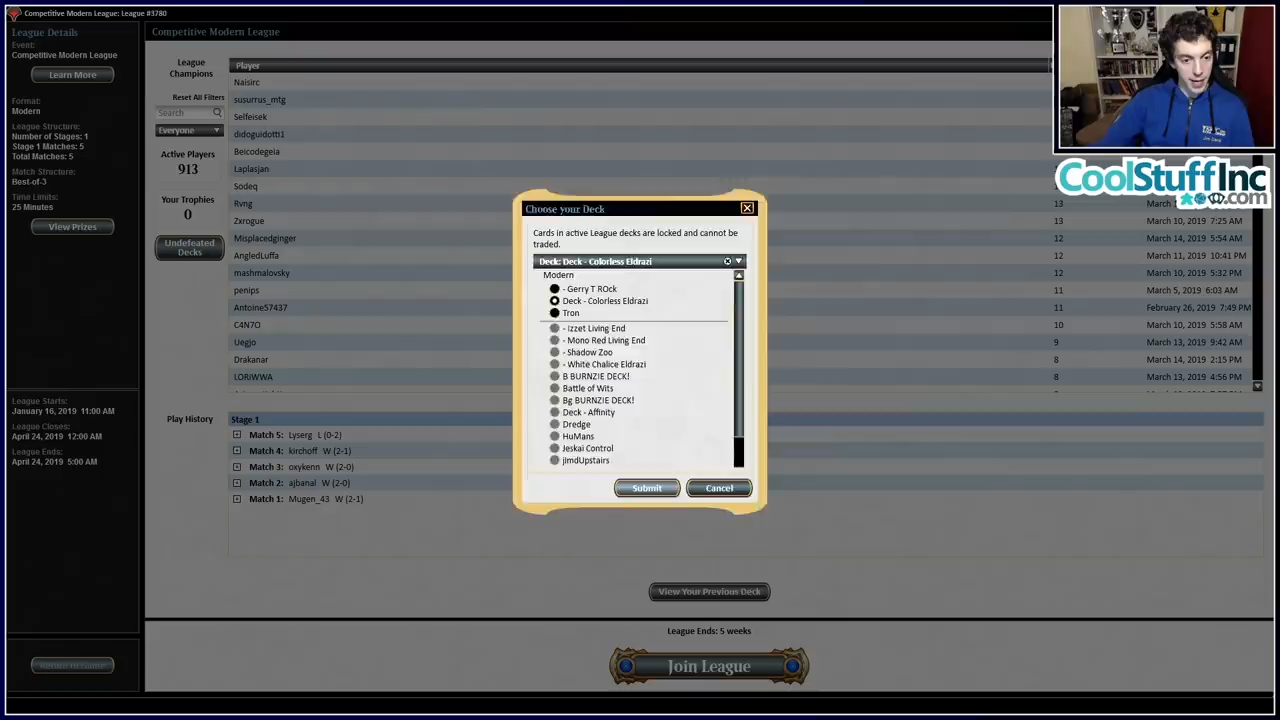 Competitive Modern League: League #3780
League Details
Event:
Competitive Modern League
Learn More
Format:
Modern
League Structure:
Number of Stages: 1
Stage 1 Matches: 5
Total Matches: 5
Match Structure:
Best-of-3
Time Limits:
25 Minutes
View Prizes
League Starts:
January 16, 2019 11:00 AM
League Closes:
April 24, 2019 12:00 AM
League Ends:
April 24, 2019 5:00 AM
Return to Game
Competitive Modern League
League
Champions
Reset All Filters
Search
Everyone
Active Players
913
Your Trophies
0
Undefeated
Decks
Player
Naisirc
susurrus_mtg
Selfeisek
didoguidotti1
Beicodegeia
Laplasjan
Sodeq
Rvng 13
Zxrogue 13 March 10, 2019 7:25 AM
Misplacedginger 12 March 14, 2019 5:54 AM
AngledLuffa 12 March 11, 2019 10:41 PM
mashmalovsky 12 March 10, 2019 5:32 PM
penips 11 March 5, 2019 6:03 AM
Antoine57437 11 February 26, 2019 7:49 PM
C4N7O 10 March 10, 2019 5:58 AM
Uegjo 9 March 13, 2019 9:42 AM
Drakanar 8 March 14, 2019 2:15 PM
LORIWWA 8 March 13, 2019 4:56 PM
Play History
Stage 1
Match 5: Lyserg L (0-2)
Match 4: kirchoff W (2-1)
Match 3: oxykenn W (2-0)
Match 2: ajbanal W (2-0)
Match 1: Mugen_43 W (2-1)
View Your Previous Deck
League Ends: 5 weeks
Join League
Choose your Deck
Cards in active League decks are locked and cannot be
traded.
Deck: Deck - Colorless Eldrazi
Modern
- Gerry T ROck
Deck - Colorless Eldrazi
Tron
- Izzet Living End
- Mono Red Living End
- Shadow Zoo
- White Chalice Eldrazi
B BURNZIE DECK!
Battle of Wits
Bg BURNZIE DECK!
Deck - Affinity
Dredge
HuMans
Jeskai Control
jimdUpstairs
Submit
Cancel
CoolStuffInc
.com